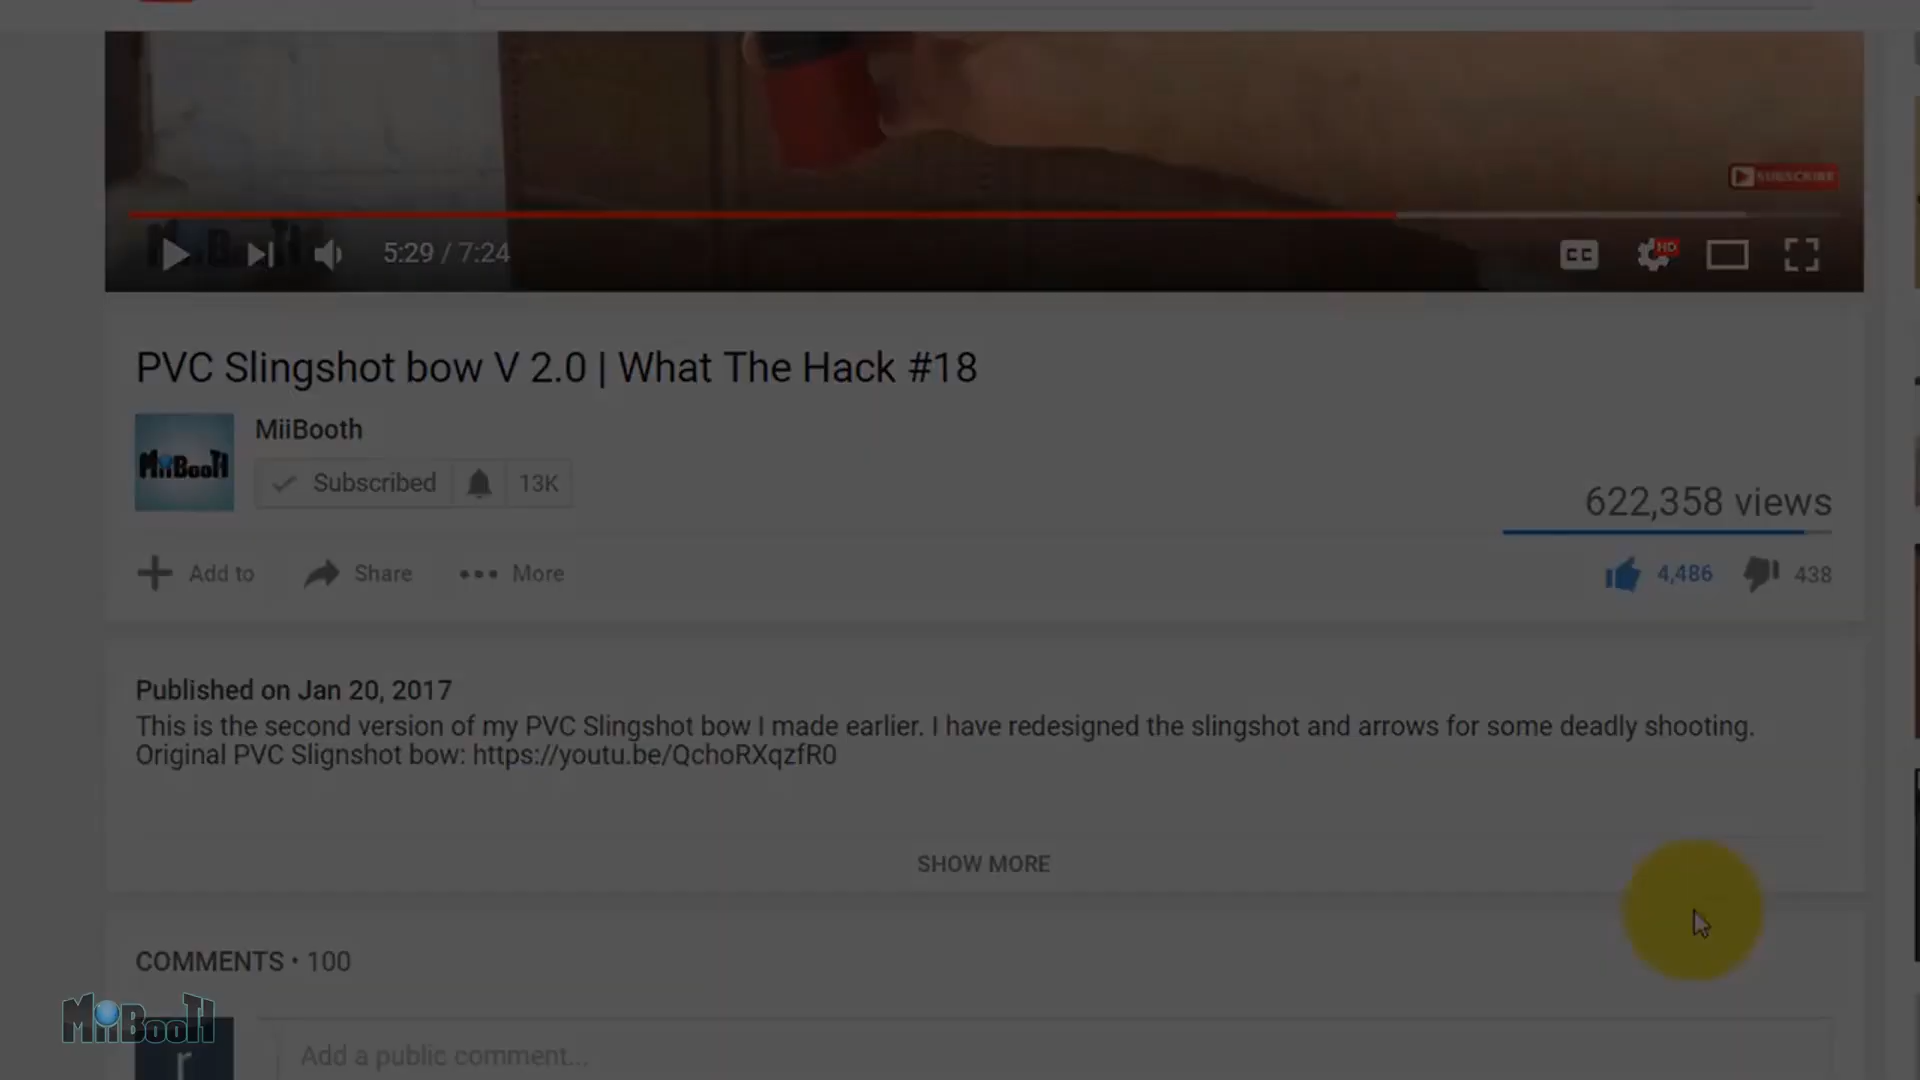 SUBSCRIBE
5:29 / 7:24
CC
HD
PVC Slingshot bow V 2.0 | What The Hack #18
MiiBooTh
MiiBooth
Subscribed
13K
622,358 views
Add to
Share
More
4,486
438
Published on Jan 20, 2017
This is the second version of my PVC Slingshot bow I made earlier. I have redesigned the slingshot and arrows for some deadly shooting.
Original PVC Slignshot bow: https://youtu.be/QchoRXqzfR0
SHOW MORE
COMMENTS • 100
MiiBooTh
r
Add a public comment...